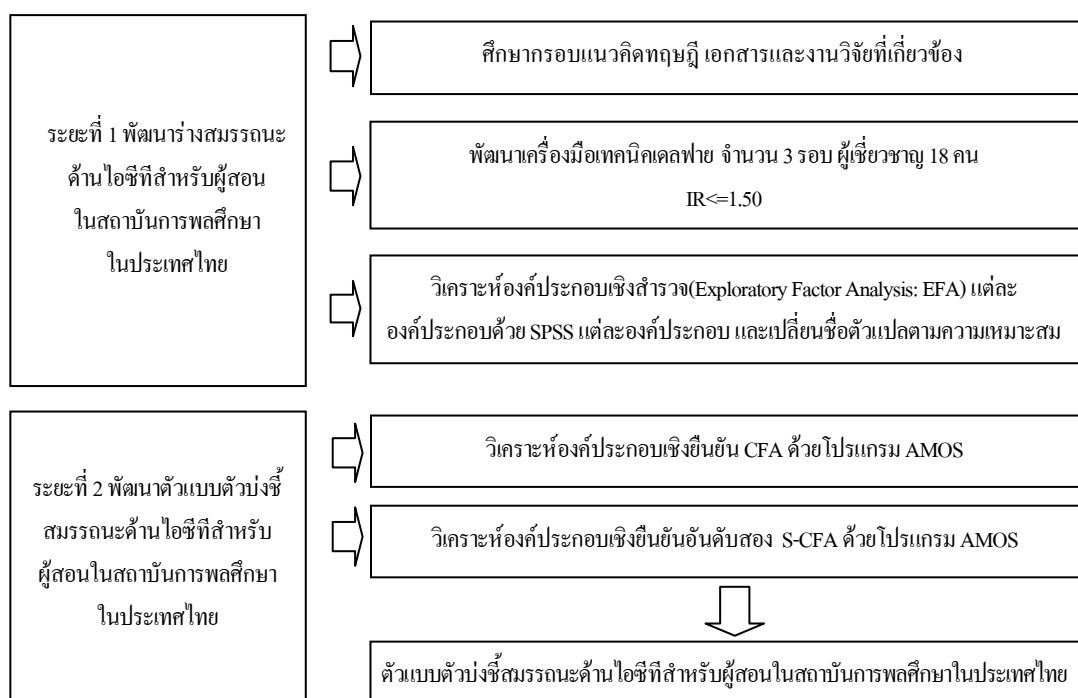 ระยะที่ 1 พัฒนาร่างสมรรถนะ
ด้านไอซีทีสำหรับผู้สอน
ในสถาบันการพลศึกษา
ในประเทศไทย
ศึกษากรอบแนวคิดทฤษฎี เอกสารและงานวิจัยที่เกี่ยวข้อง
พัฒนาเครื่องมือเทคนิคเดลฟาย จำนวน 3 รอบ ผู้เชี่ยวชาญ 18 คน
IR<=1.50
วิเคราะห์องค์ประกอบเชิงสำรวจ(Exploratory Factor Analysis: EFA) แต่ละ
องค์ประกอบด้วย SPSS แต่ละองค์ประกอบ และเปลี่ยนชื่อตัวแปลตามความเหมาะสม
ระยะที่ 2 พัฒนาตัวแบบตัวบ่งชี้
สมรรถนะด้านไอซีทีสำหรับ
ผู้สอนในสถาบันการพลศึกษา
ในประเทศไทย
วิเคราะห์องค์ประกอบเชิงยืนยัน CFA ด้วยโปรแกรม AMOS
วิเคราะห์องค์ประกอบเชิงยืนยันอันดับสอง S-CFA ด้วยโปรแกรม AMOS
ตัวแบบตัวบ่งชี้สมรรถนะด้านไอซีทีสำหรับผู้สอนในสถาบันการพลศึกษาในประเทศไทย